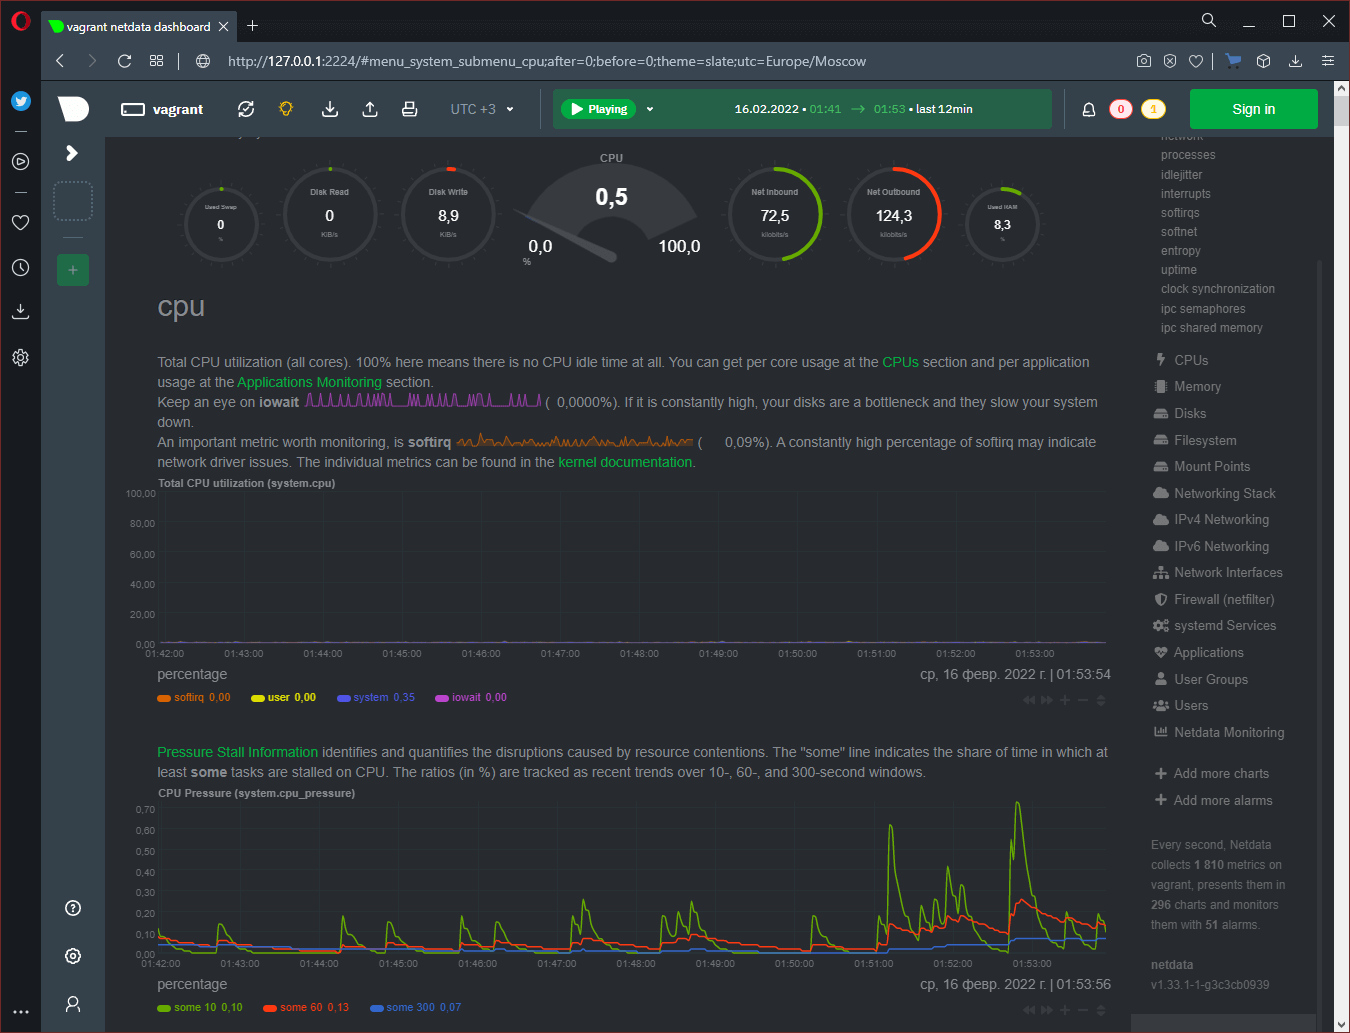 vagrant netdata dashboard
http://127.0.0.1:2224/#menu_system_submenu_cpu;after=0;before=0;theme=slate;utc=Europe/Moscow
vagrant
UTC +3
Playing
16.02.2022 • 01:41 → 01:53 • last 12min
0
1
Sign in
Used Swap
0
%
Disk Read
0
KiB/s
Disk Write
8,9
KiB/s
CPU
0,5
0,0
100,0
%
Net Inbound
72,5
kilobits/s
Net Outbound
124,3
kilobits/s
Used RAM
8,3
%
cpu
Total CPU utilization (all cores). 100% here means there is no CPU idle time at all. You can get per core usage at the CPUs section and per application
usage at the Applications Monitoring section.
Keep an eye on iowait ( 0,0000%). If it is constantly high, your disks are a bottleneck and they slow your system
down.
An important metric worth monitoring, is softirq ( 0,09%). A constantly high percentage of softirq may indicate
network driver issues. The individual metrics can be found in the kernel documentation.
Total CPU utilization (system.cpu)
100,00
80,00
60,00
40,00
20,00
0,00
01:42:00 01:43:00 01:44:00 01:45:00 01:46:00 01:47:00 01:48:00 01:49:00 01:50:00 01:51:00 01:52:00 01:53:00
percentage
ср, 16 февр. 2022 г. | 01:53:54
softirq 0,00 user 0,00 system 0,35 iowait 0,00
Pressure Stall Information identifies and quantifies the disruptions caused by resource contentions. The "some" line indicates the share of time in which at
least some tasks are stalled on CPU. The ratios (in %) are tracked as recent trends over 10-, 60-, and 300-second windows.
CPU Pressure (system.cpu_pressure)
0,70
0,60
0,50
0,40
0,30
0,20
0,10
0,00
01:42:00 01:43:00 01:44:00 01:45:00 01:46:00 01:47:00 01:48:00 01:49:00 01:50:00 01:51:00 01:52:00 01:53:00
percentage
ср, 16 февр. 2022 г. | 01:53:56
some 10 0,10 some 60 0,13 some 300 0,07
network
processes
idlejitter
interrupts
softirqs
softnet
entropy
uptime
clock synchronization
ipc semaphores
ipc shared memory
CPUs
Memory
Disks
Filesystem
Mount Points
Networking Stack
IPv4 Networking
IPv6 Networking
Network Interfaces
Firewall (netfilter)
systemd Services
Applications
User Groups
Users
Netdata Monitoring
Add more charts
Add more alarms
Every second, Netdata
collects 1 810 metrics on
vagrant, presents them in
296 charts and monitors
them with 51 alarms.
netdata
v1.33.1-1-g3c3cb0939